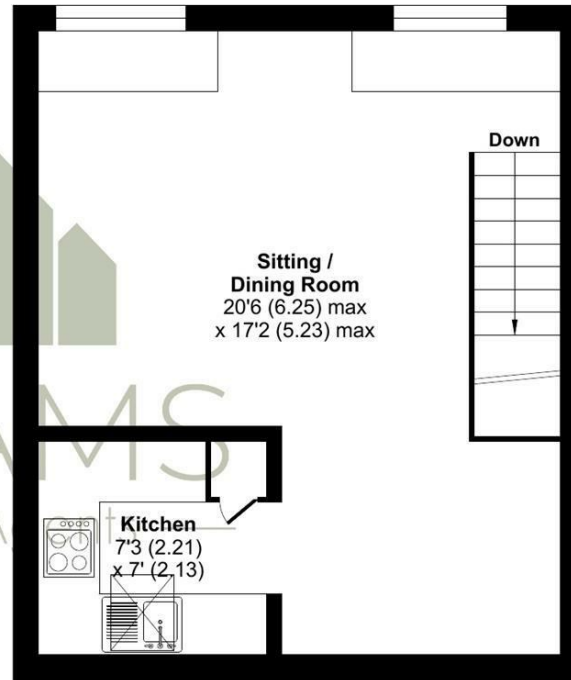 Down
Sitting /
Dining Room
20'6 (6.25) max
x 17'2 (5.23) max
Kitchen
7'3 (2.21)
x 7' (2.13)